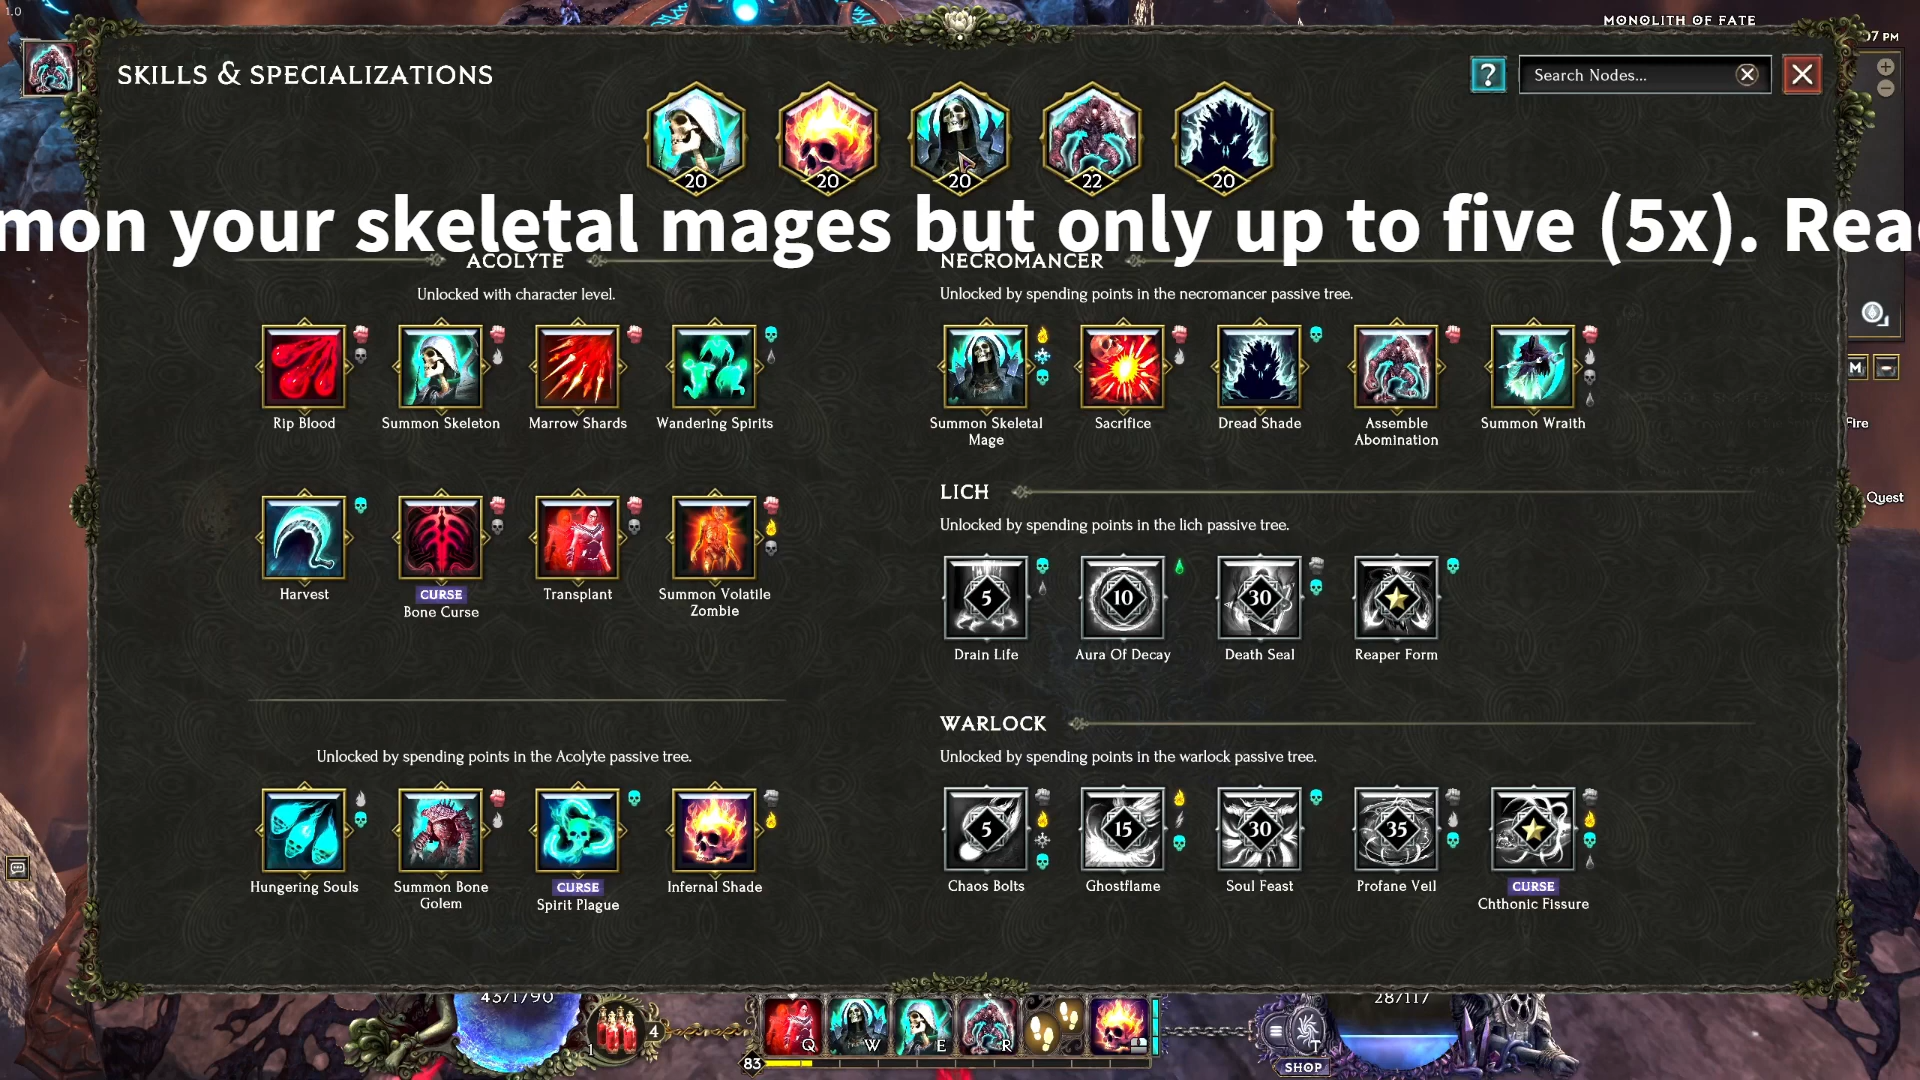 1.0
MONOLITH OF FATE
07 PM
SKILLS & SPECIALIZATIONS
?
Search Nodes...
20
20
20
22
20
mon your skeletal mages but only up to five (5x). Rea
ACOLYTE
Unlocked with character level.
Rip Blood
Summon Skeleton
Marrow Shards
Wandering Spirits
Harvest
CURSE
Bone Curse
Transplant
Summon Volatile
Zombie
Unlocked by spending points in the Acolyte passive tree.
Hungering Souls
Summon Bone
Golem
CURSE
Spirit Plague
Infernal Shade
NECROMANCER
Unlocked by spending points in the necromancer passive tree.
Summon Skeletal
Mage
Sacrifice
Dread Shade
Assemble
Abomination
Summon Wraith
LICH
Unlocked by spending points in the lich passive tree.
5
10
30
Drain Life
Aura Of Decay
Death Seal
Reaper Form
WARLOCK
Unlocked by spending points in the warlock passive tree.
5
15
30
35
Chaos Bolts
Ghostflame
Soul Feast
Profane Veil
CURSE
Chthonic Fissure
M
Fire
Quest
437/1790
1
4
Q
W
E
R
83
T
SHOP
287/117